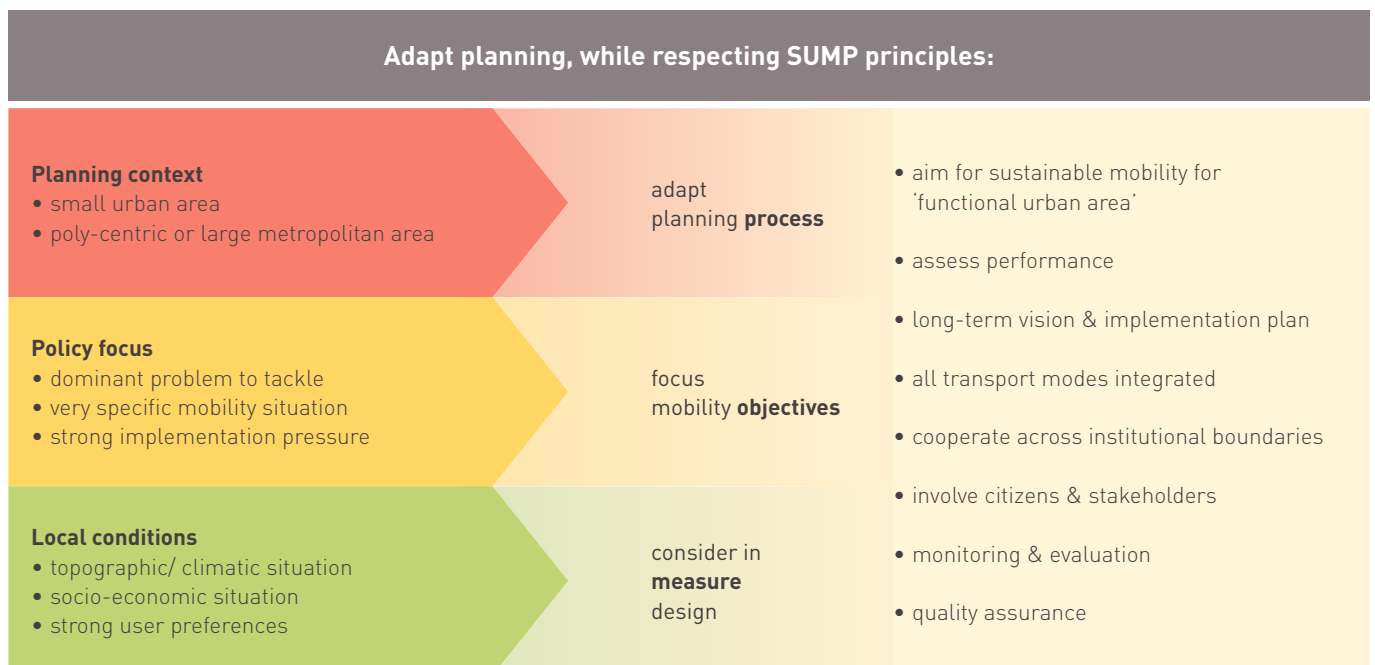 Adapt planning, while respecting SUMP principles:
Planning context
• small urban area
• poly-centric or large metropolitan area
adapt
planning process
Policy focus
• dominant problem to tackle
• very specific mobility situation
• strong implementation pressure
focus
mobility objectives
Local conditions
• topographic/ climatic situation
• socio-economic situation
• strong user preferences
consider in
measure
design
• aim for sustainable mobility for
‘functional urban area’
• assess performance
• long-term vision & implementation plan
• all transport modes integrated
• cooperate across institutional boundaries
• involve citizens & stakeholders
• monitoring & evaluation
• quality assurance